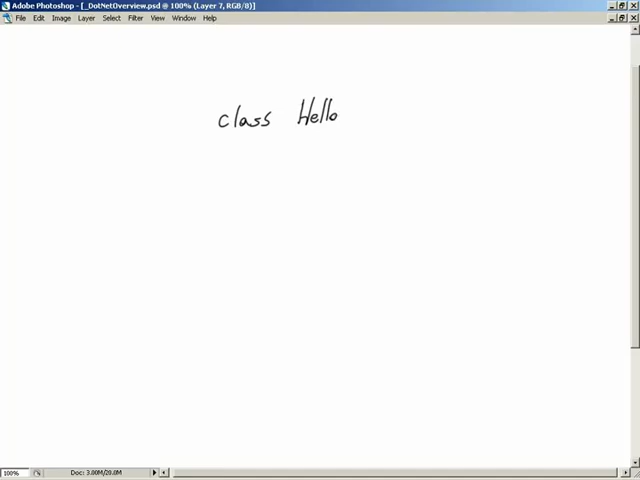 Adobe Photoshop - [_DotNetOverview.psd @ 100% (Layer 7, RGB/8)]
File Edit Image Layer Select Filter View Window Help
class Hello
100% Doc: 3.00M/20.0M